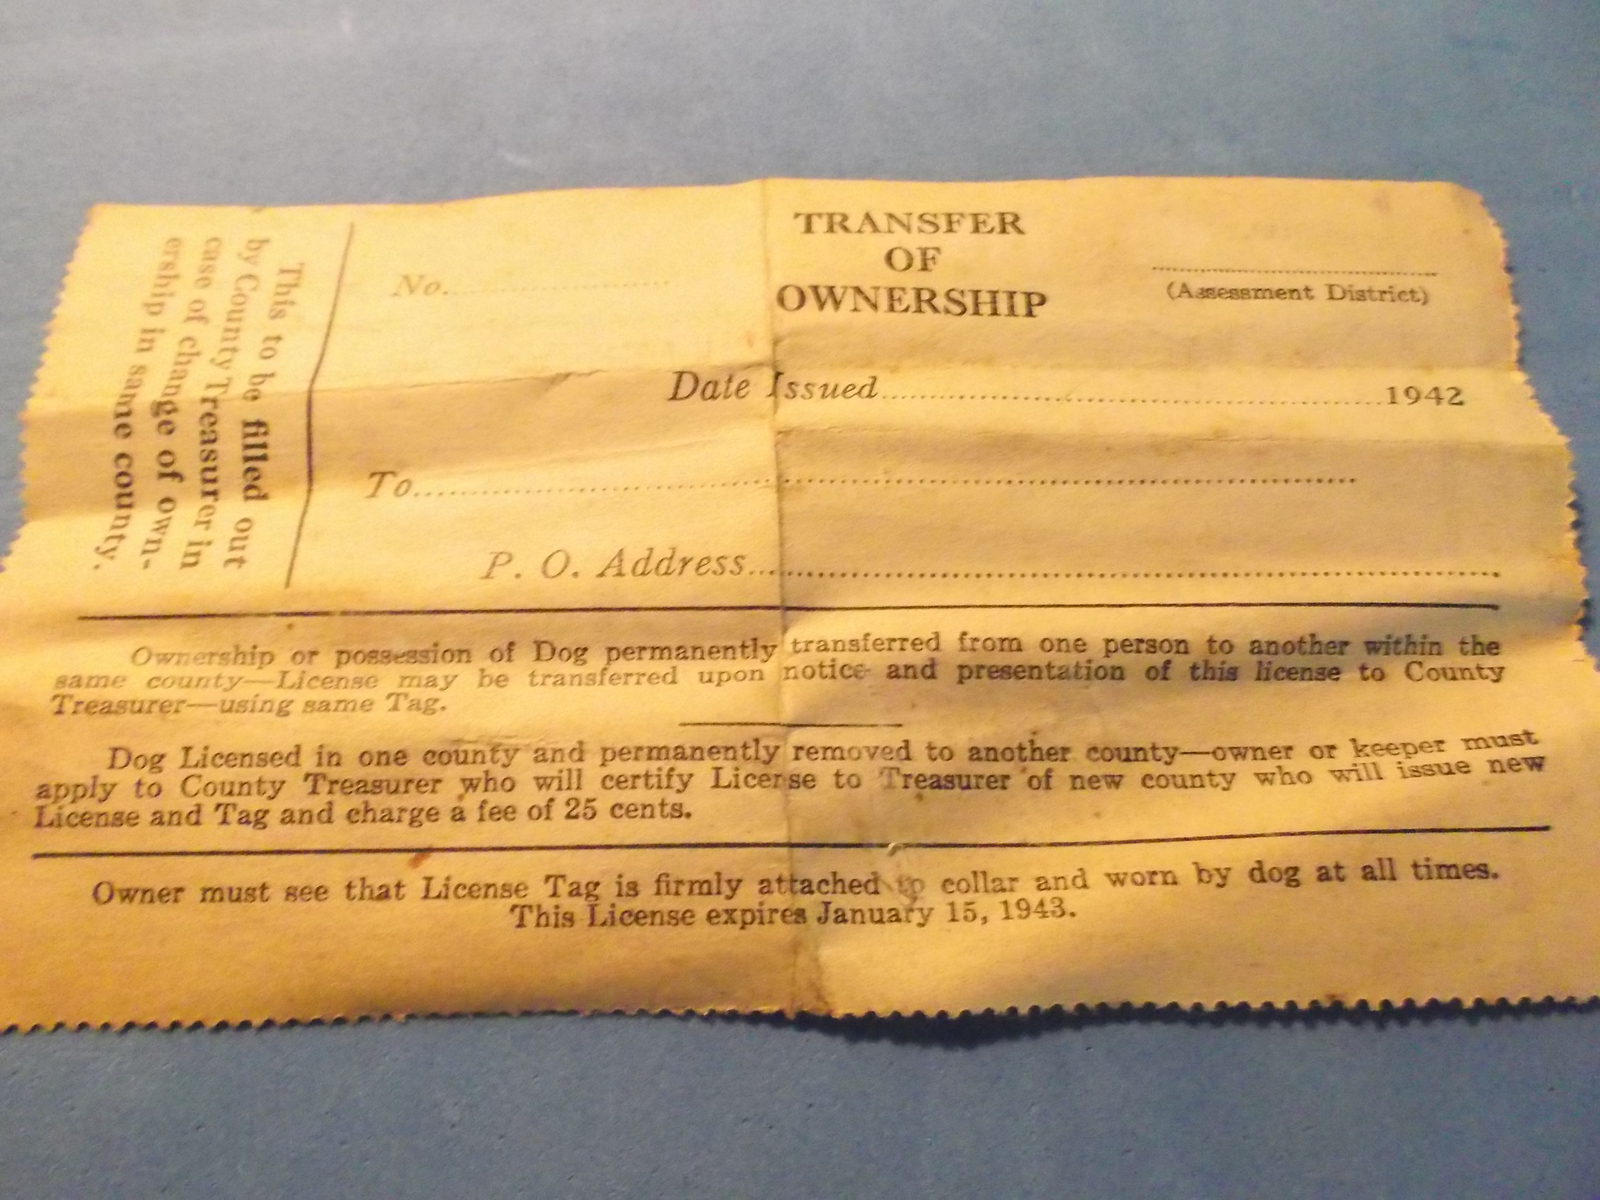 This to be filled out
by County Treasurer in
case of change of own-
ership in same county.
No.
TRANSFER
OF
OWNERSHIP
(Assessment District)
Date Issued 1942
To
P. O. Address
Ownership or possession of Dog permanently transferred from one person to another within the
same county—License may be transferred upon notice and presentation of this license to County
Treasurer—using same Tag.
Dog Licensed in one county and permanently removed to another county—owner or keeper must
apply to County Treasurer who will certify License to Treasurer of new county who will issue new
License and Tag and charge a fee of 25 cents.
Owner must see that License Tag is firmly attached to collar and worn by dog at all times.
This License expires January 15, 1943.